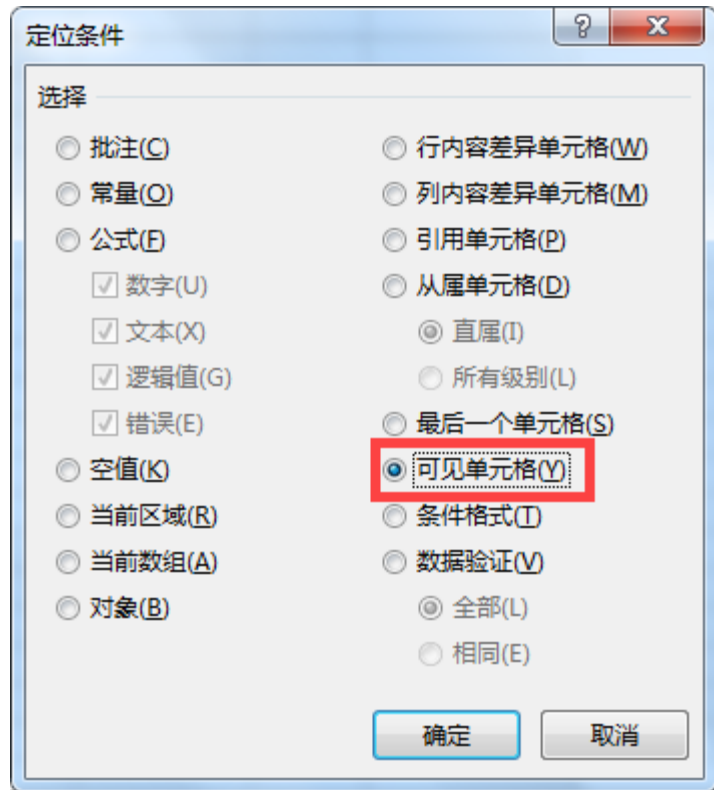 定位条件
选择
批注(C)
常量(O)
公式(F)
数字(U)
文本(X)
逻辑值(G)
错误(E)
空值(K)
当前区域(R)
当前数组(A)
对象(B)
行内容差异单元格(W)
列内容差异单元格(M)
引用单元格(P)
从属单元格(D)
直属(I)
所有级别(L)
最后一个单元格(S)
可见单元格(Y)
条件格式(T)
数据验证(V)
全部(L)
相同(E)
确定
取消